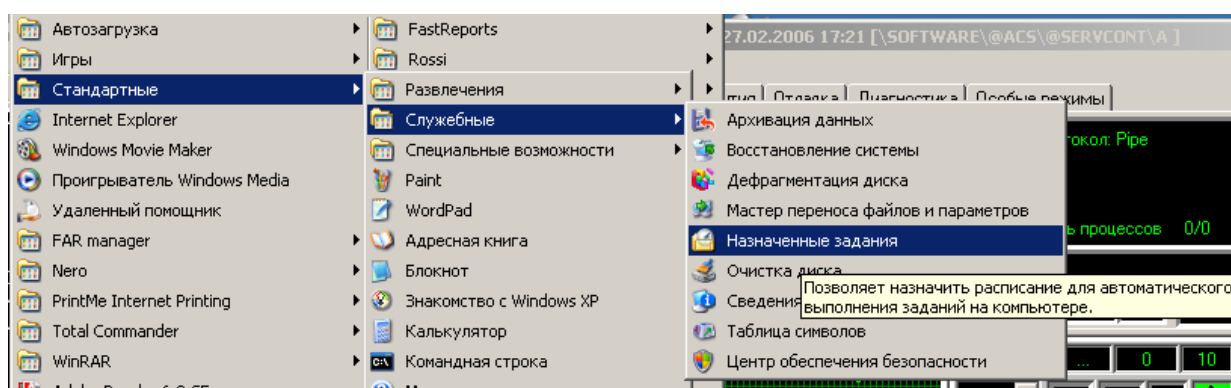 Автозагрузка
Игры
Стандартные
Internet Explorer
Windows Movie Maker
Проигрыватель Windows Media
Удаленный помощник
FAR manager
Nero
PrintMe Internet Printing
Total Commander
WinRAR
FastReports
Rossi
Развлечения
Служебные
Специальные возможности
Paint
WordPad
Адресная книга
Блокнот
Знакомство с Windows XP
Калькулятор
Командная строка
27.02.2006 17:21 [\SOFTWARE\@ACS\@SERVCONT\A ]
Отладка Диагностика Особые режимы
Архивация данных
Восстановление системы
Дефрагментация диска
Мастер переноса файлов и параметров
Назначенные задания
Очистка диска
Сведения
Таблица символов
Центр обеспечения безопасности
Позволяет назначить расписание для автоматического
выполнения заданий на компьютере.
Pipe
процессов 0/0
... 0 10